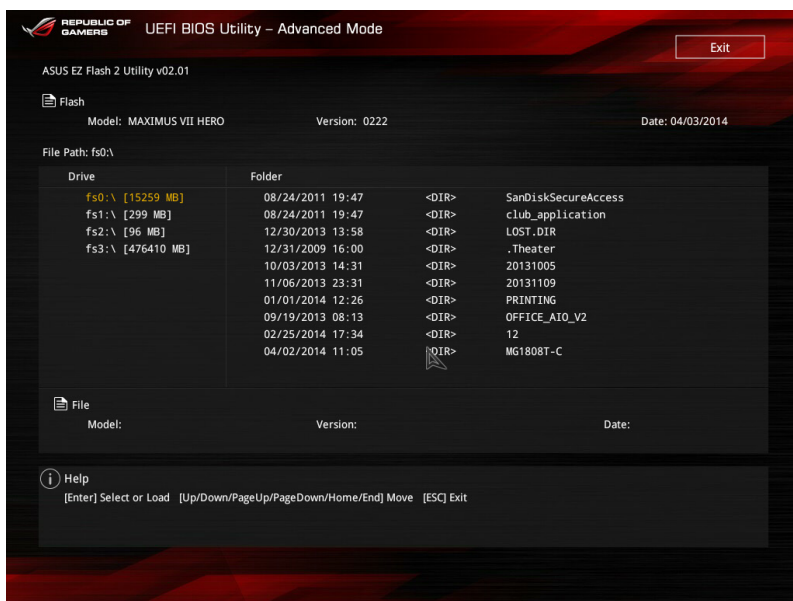 REPUBLIC OF
GAMERS
UEFI BIOS Utility – Advanced Mode
Exit
ASUS EZ Flash 2 Utility v02.01
Flash
Model: MAXIMUS VII HERO Version: 0222 Date: 04/03/2014
File Path: fs0:\
Drive Folder
fs0:\ [15259 MB] 08/24/2011 19:47 <DIR> SanDiskSecureAccess
fs1:\ [299 MB] 08/24/2011 19:47 <DIR> club_application
fs2:\ [96 MB] 12/30/2013 13:58 <DIR> LOST.DIR
fs3:\ [476410 MB] 12/31/2009 16:00 <DIR> .Theater
10/03/2013 14:31 <DIR> 20131005
11/06/2013 23:31 <DIR> 20131109
01/01/2014 12:26 <DIR> PRINTING
09/19/2013 08:13 <DIR> OFFICE_AIO_V2
02/25/2014 17:34 <DIR> 12
04/02/2014 11:05 <DIR> MG1808T-C
File
Model: Version: Date:
Help
[Enter] Select or Load [Up/Down/PageUp/PageDown/Home/End] Move [ESC] Exit